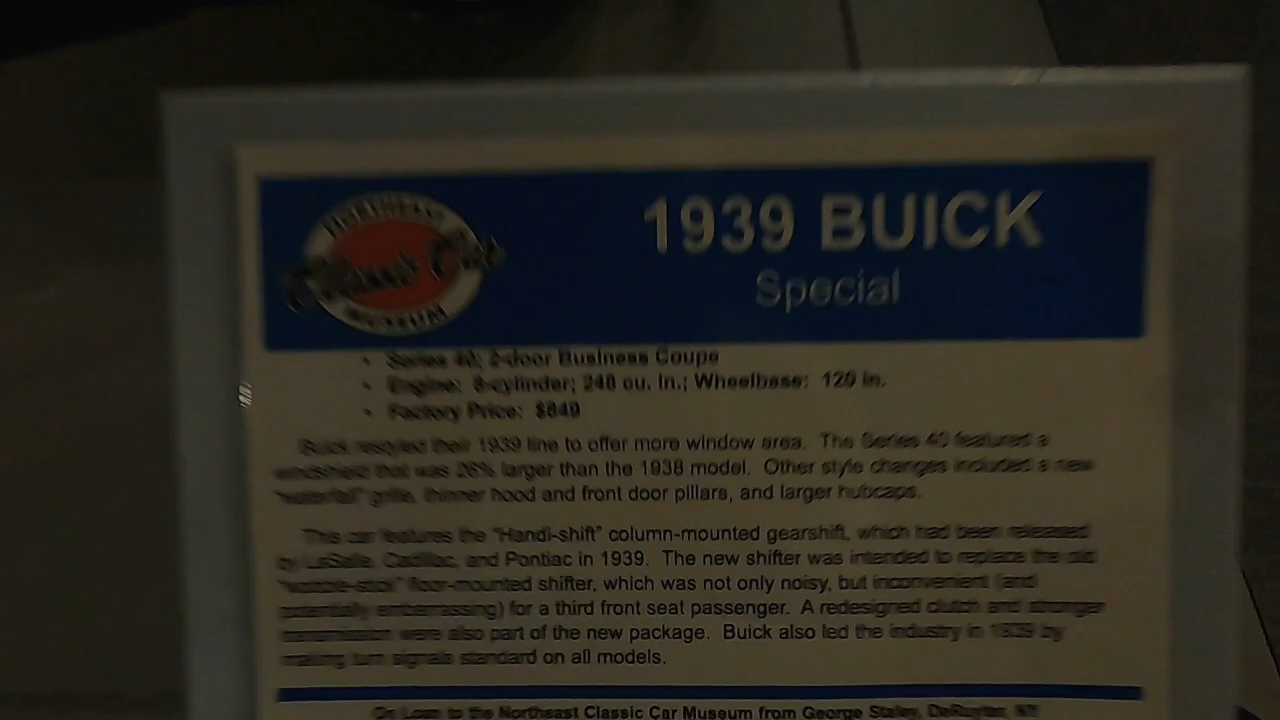 NORTHEAST
Classic Car
MUSEUM
1939 BUICK
Special
• Series 40; 2-door Business Coupe
• Engine: 8-cylinder; 248 cu. in.; Wheelbase: 120 in.
• Factory Price: $849
Buick restyled their 1939 line to offer more window area. The Series 40 featured a
windshield that was 26% larger than the 1938 model. Other style changes included a new
"waterfall" grille, thinner hood and front door pillars, and larger hubcaps.
This car features the "Handi-shift" column-mounted gearshift, which had been released
by LaSalle, Cadillac, and Pontiac in 1939. The new shifter was intended to replace the old
"wobble-stick" floor-mounted shifter, which was not only noisy, but inconvenient (and
potentially embarrassing) for a third front seat passenger. A redesigned clutch and stronger
transmission were also part of the new package. Buick also led the industry in 1939 by
making turn signals standard on all models.
On Loan to the Northeast Classic Car Museum from George Staley, DeRuyter, NY